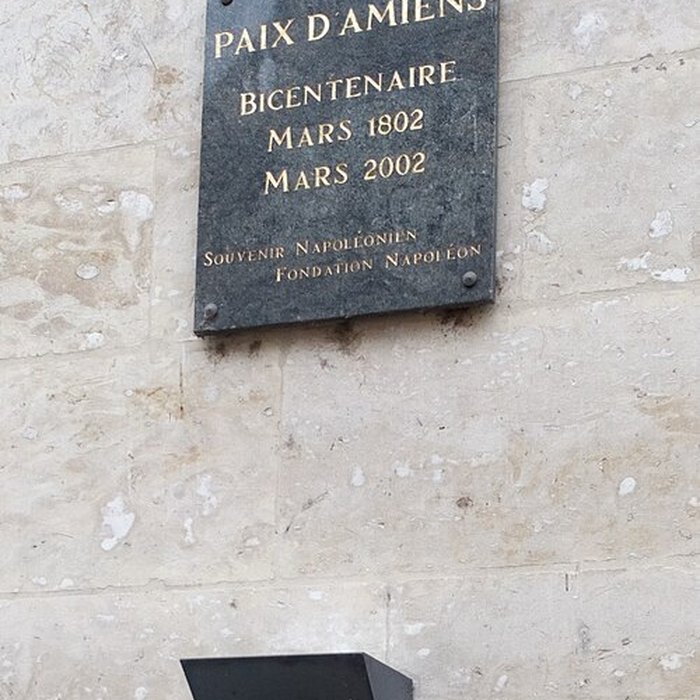 PAIX D'AMIENS
BICENTENAIRE
MARS 1802
MARS 2002
SOUVENIR NAPOLÉONIEN
FONDATION NAPOLÉON